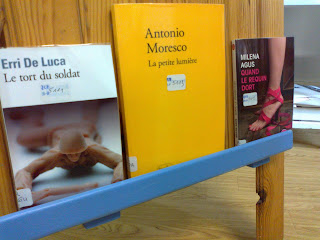 Erri De Luca
Le tort du soldat
Antonio
Moresco
La petite lumière
MILENA
AGUS
QUAND
LE REQUIN
DORT